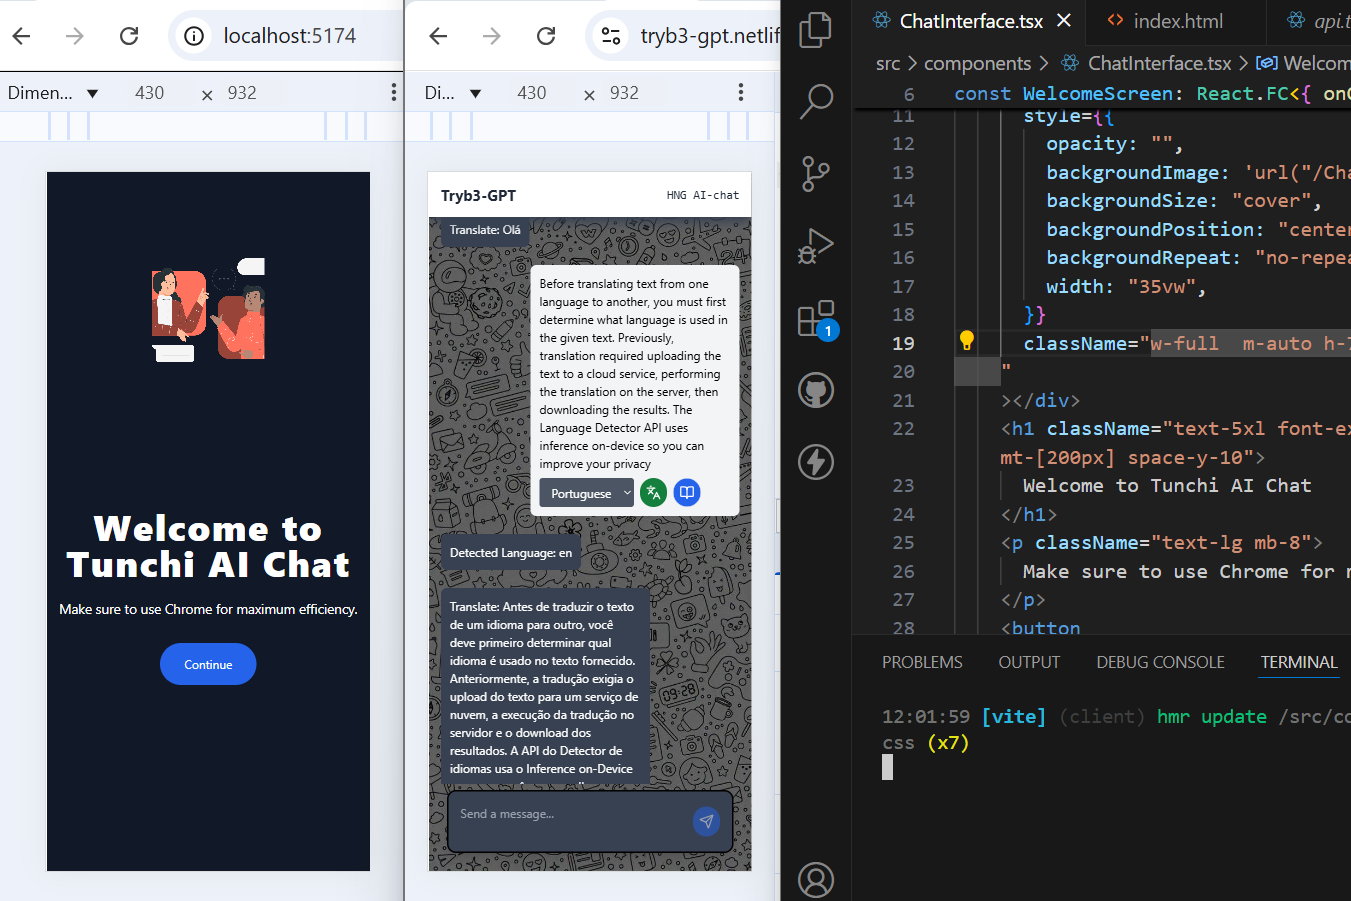 localhost:5174
Dimen...
430
×
932
Welcome to
Tunchi AI Chat
Make sure to use Chrome for maximum efficiency.
Continue
tryb3-gpt.netlif
Di...
430
×
932
Tryb3-GPT
HNG AI-chat
Translate: Olá
Before translating text from one
language to another, you must first
determine what language is used in
the given text. Previously,
translation required uploading the
text to a cloud service, performing
the translation on the server, then
downloading the results. The
Language Detector API uses
inference on-device so you can
improve your privacy
Portuguese
Detected Language: en
Translate: Antes de traduzir o texto
de um idioma para outro, você
deve primeiro determinar qual
idioma é usado no texto fornecido.
Anteriormente, a tradução exigia o
upload do texto para um serviço de
nuvem, a execução da tradução no
servidor e o download dos
resultados. A API do Detector de
idiomas usa o Inference on-Device
09:28
Send a message...
1
ChatInterface.tsx
index.html
api.t
src > components > ChatInterface.tsx > Welcom
6 const WelcomeScreen: React.FC<{ onC
11 style={{
12 opacity: "",
13 backgroundImage: 'url("/Cha
14 backgroundSize: "cover",
15 backgroundPosition: "center
16 backgroundRepeat: "no-repea
17 width: "35vw",
18 }}
19 className="w-full  m-auto h-7
20 "
21 ></div>
22 <h1 className="text-5xl font-ex
mt-[200px] space-y-10">
23 Welcome to Tunchi AI Chat
24 </h1>
25 <p className="text-lg mb-8">
26 Make sure to use Chrome for m
27 </p>
28 <button
PROBLEMS
OUTPUT
DEBUG CONSOLE
TERMINAL
12:01:59 [vite] (client) hmr update /src/co
css (x7)